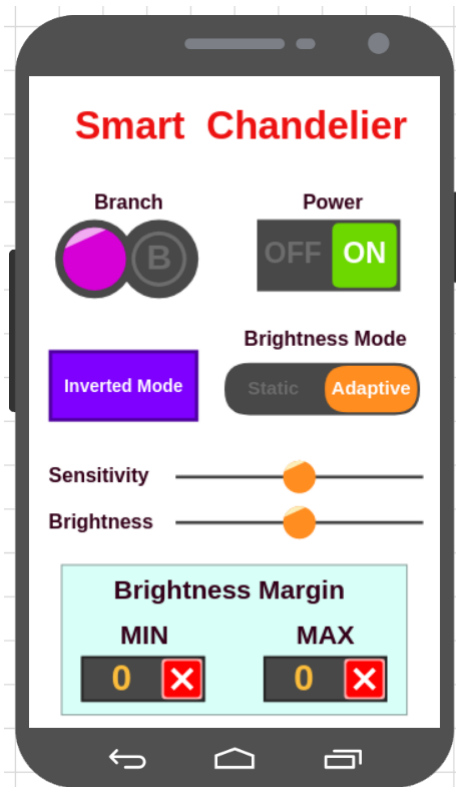 Smart Chandelier
Branch Power
B OFF ON
Brightness Mode
Inverted Mode Static Adaptive
Sensitivity
Brightness
Brightness Margin
MIN MAX
0 0